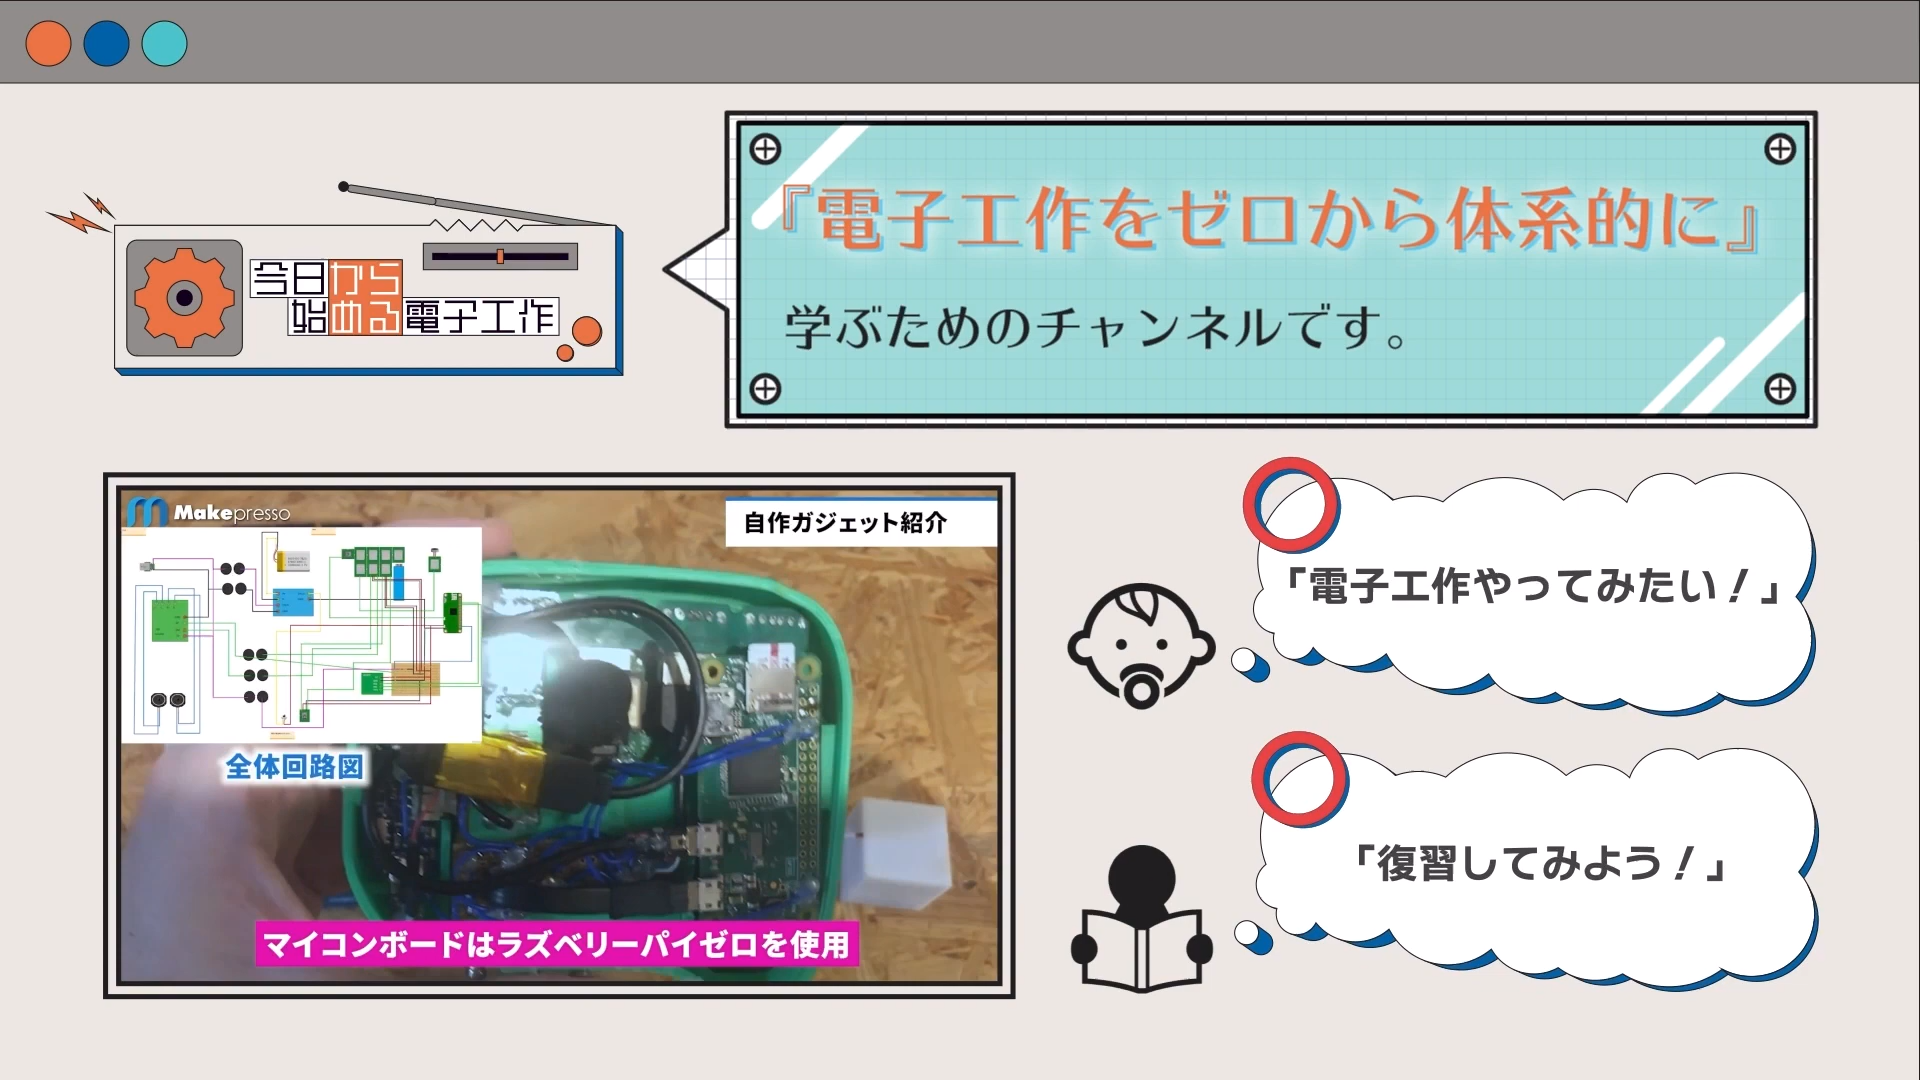 『電子工作をゼロから体系的に』
学ぶためのチャンネルです。
今日から
始める電子工作
Makepresso
自作ガジェット紹介
全体回路図
マイコンボードはラズベリーパイゼロを使用
「電子工作やってみたい！」
「復習してみよう！」